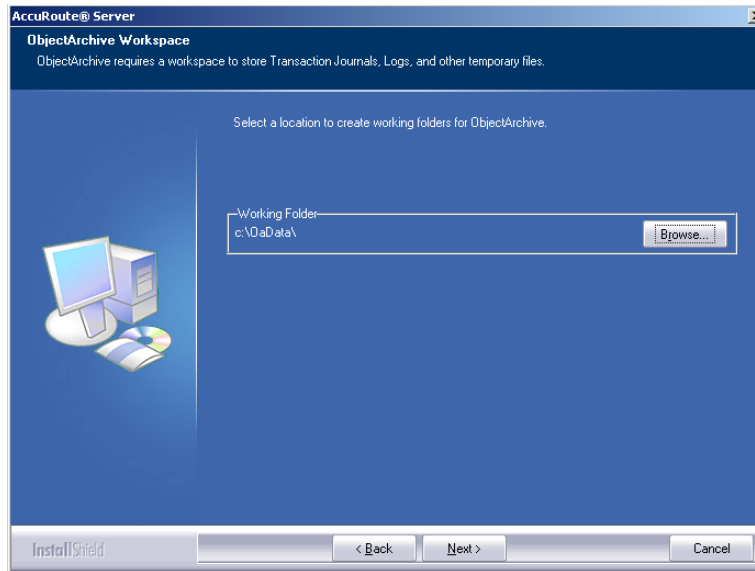 AccuRoute® Server
ObjectArchive Workspace
ObjectArchive requires a workspace to store Transaction Journals, Logs, and other temporary files.
Select a location to create working folders for ObjectArchive.
Working Folder
c:\OaData\
Browse...
InstallShield
< Back
Next >
Cancel